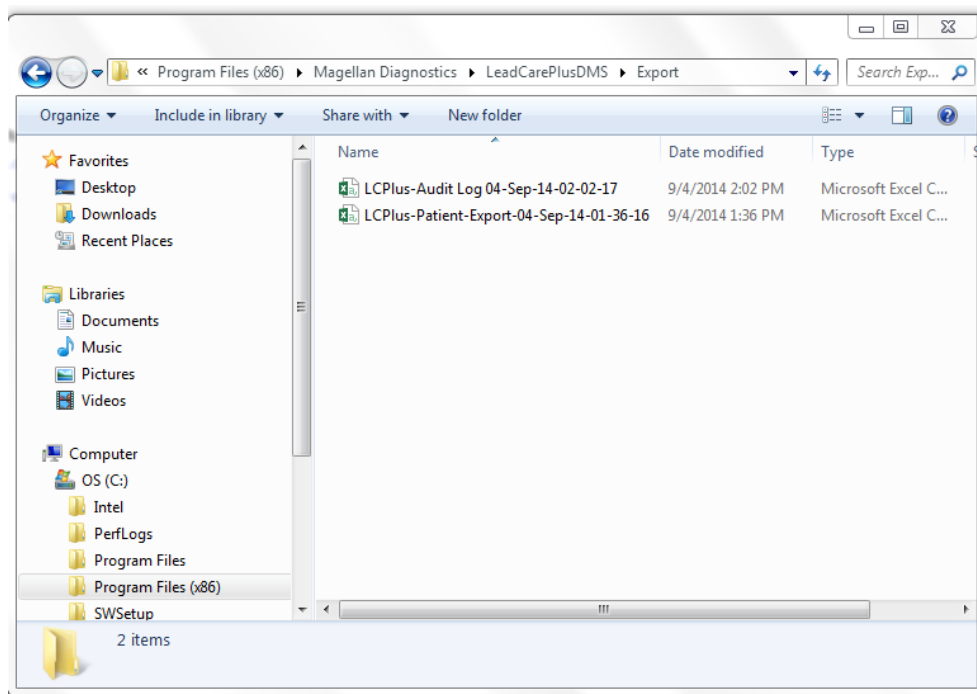 « Program Files (x86) Magellan Diagnostics LeadCarePlusDMS Export Search Exp...
Organize Include in library Share with New folder
Name Date modified Type S
LCPlus-Audit Log 04-Sep-14-02-02-17 9/4/2014 2:02 PM Microsoft Excel C...
LCPlus-Patient-Export-04-Sep-14-01-36-16 9/4/2014 1:36 PM Microsoft Excel C...
Favorites
Desktop
Downloads
Recent Places
Libraries
Documents
Music
Pictures
Videos
Computer
OS (C:)
Intel
PerfLogs
Program Files
Program Files (x86)
SWSetup
2 items